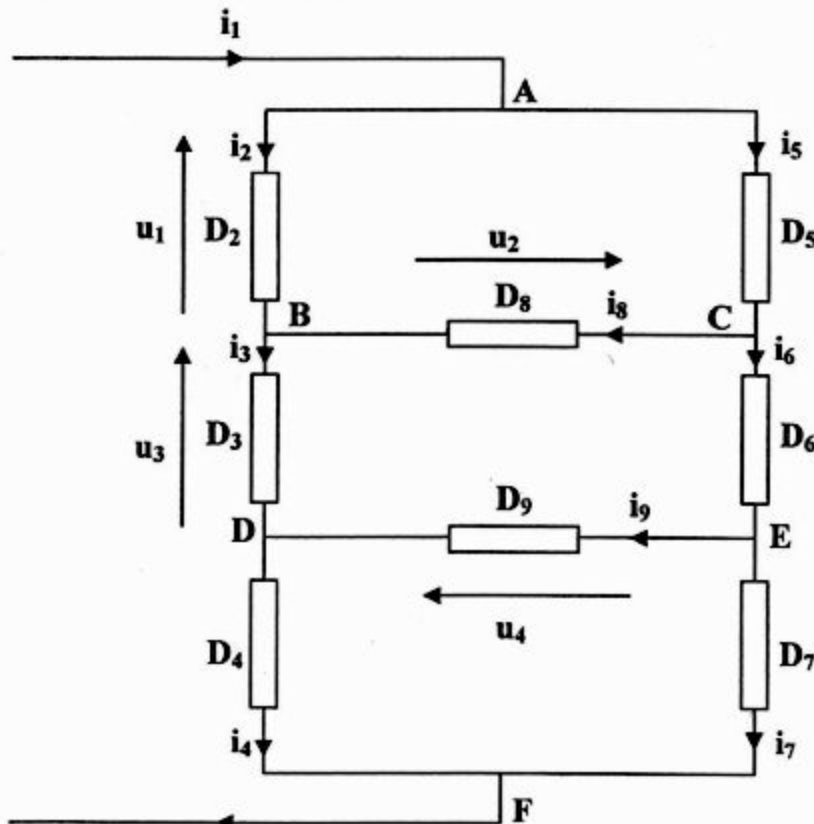 i₁
A
i₂ i₅
u₁ D₂ u₂ D₅
D₈ i₈
B C
i₃ i₆
u₃ D₃ D₆
D₉ i₉
D E
u₄
D₄ D₇
i₄ i₇
F